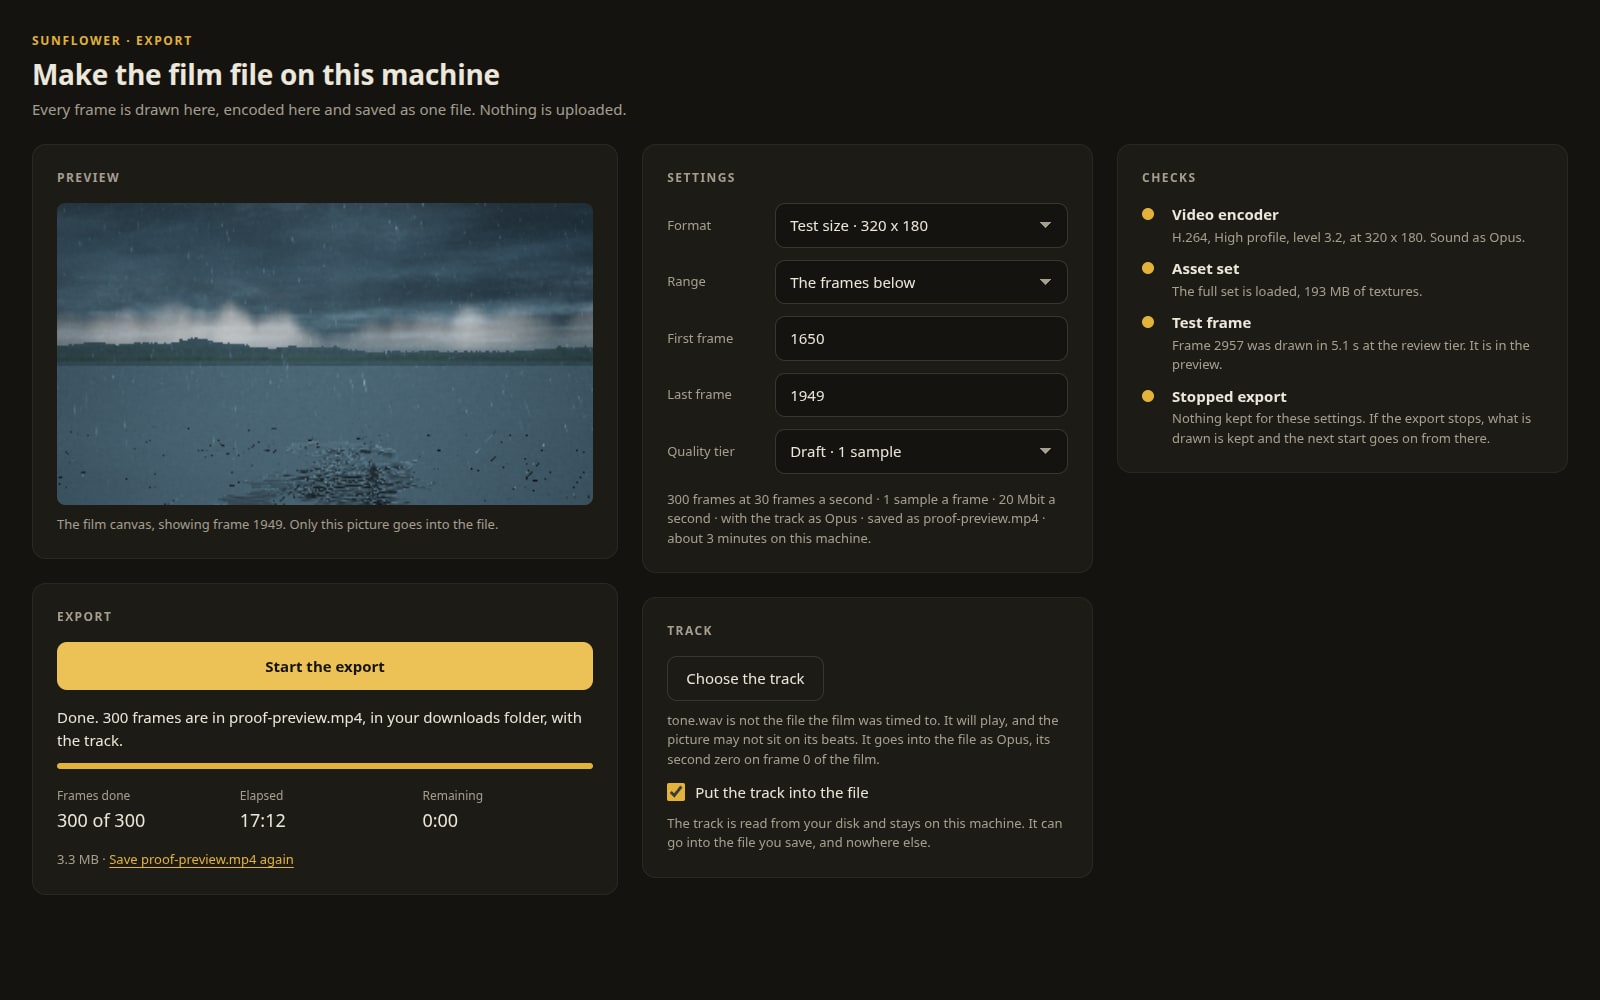 SUNFLOWER · EXPORT
Make the film file on this machine
Every frame is drawn here, encoded here and saved as one file. Nothing is uploaded.
PREVIEW
The film canvas, showing frame 1949. Only this picture goes into the file.
EXPORT
Start the export
Done. 300 frames are in proof-preview.mp4, in your downloads folder, with
the track.
Frames done
Elapsed
Remaining
300 of 300
17:12
0:00
3.3 MB · Save proof-preview.mp4 again
SETTINGS
Format
Test size · 320 x 180
Range
The frames below
First frame
1650
Last frame
1949
Quality tier
Draft · 1 sample
300 frames at 30 frames a second · 1 sample a frame · 20 Mbit a
second · with the track as Opus · saved as proof-preview.mp4 ·
about 3 minutes on this machine.
TRACK
Choose the track
tone.wav is not the file the film was timed to. It will play, and the
picture may not sit on its beats. It goes into the file as Opus, its
second zero on frame 0 of the film.
Put the track into the file
The track is read from your disk and stays on this machine. It can
go into the file you save, and nowhere else.
CHECKS
Video encoder
H.264, High profile, level 3.2, at 320 x 180. Sound as Opus.
Asset set
The full set is loaded, 193 MB of textures.
Test frame
Frame 2957 was drawn in 5.1 s at the review tier. It is in the
preview.
Stopped export
Nothing kept for these settings. If the export stops, what is
drawn is kept and the next start goes on from there.